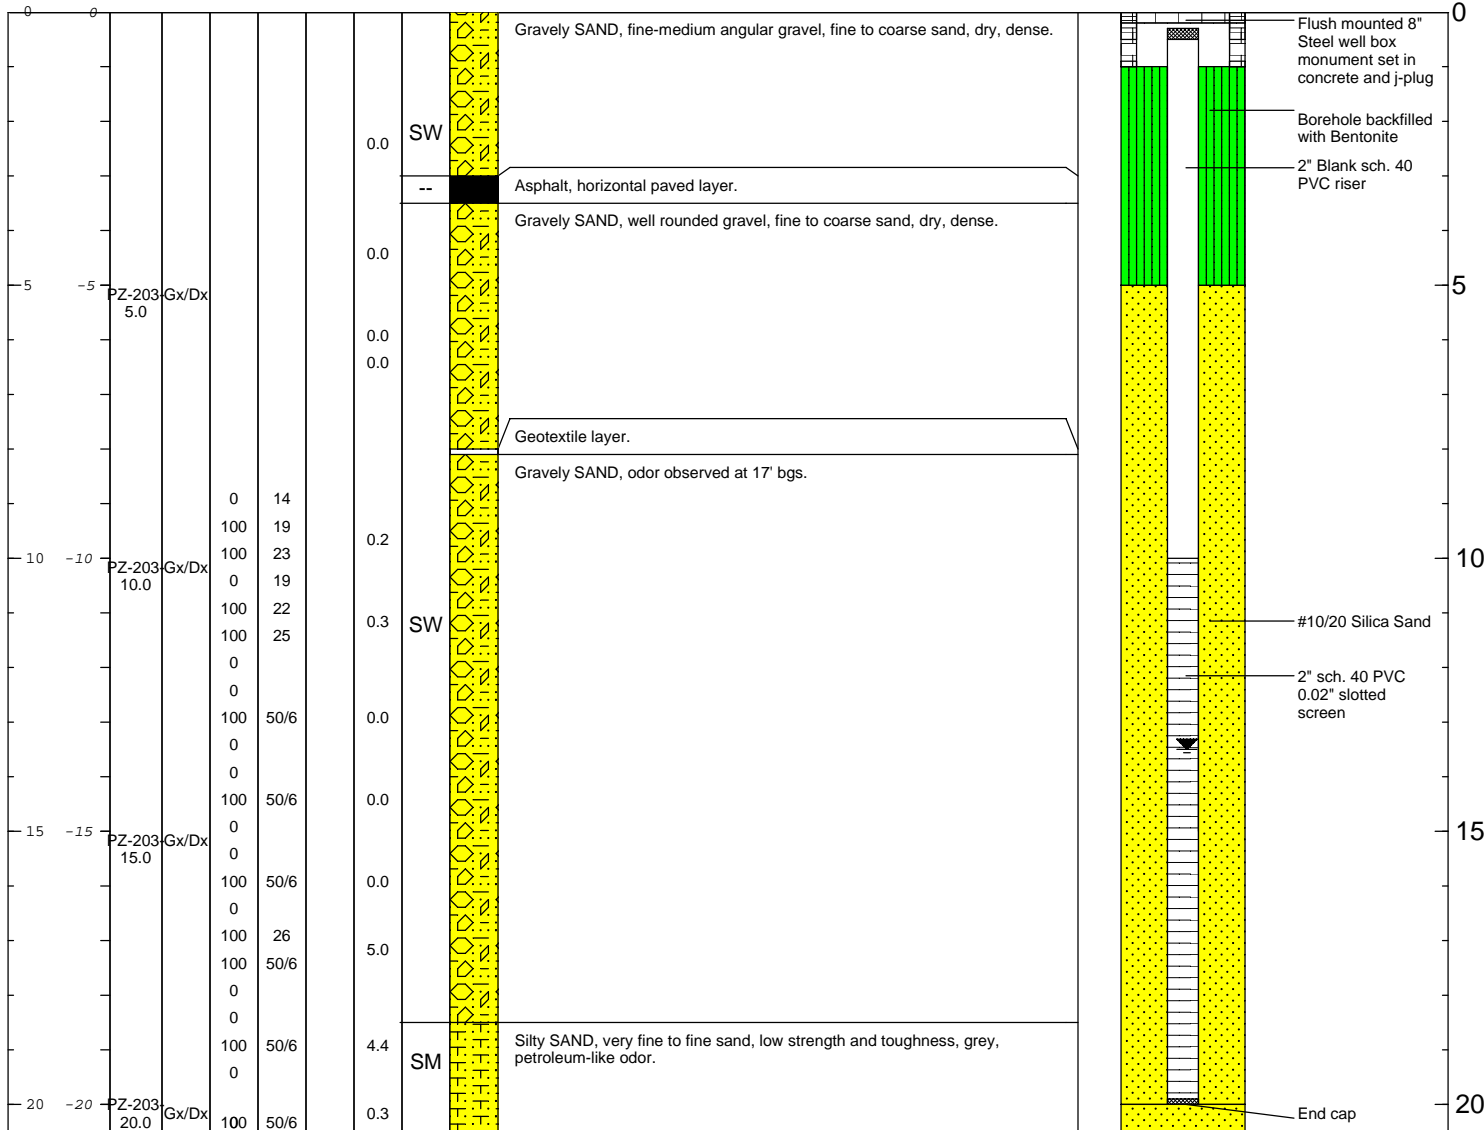 0 0 0
Gravely SAND, fine-medium angular gravel, fine to coarse sand, dry, dense.
Flush mounted 8"
Steel well box
monument set in
concrete and j-plug
Borehole backfilled
with Bentonite
SW
0.0
2" Blank sch. 40
PVC riser
-- Asphalt, horizontal paved layer.
Gravely SAND, well rounded gravel, fine to coarse sand, dry, dense.
0.0
5 -5 5
PZ-203- Gx/Dx
5.0
0.0
0.0
Geotextile layer.
Gravely SAND, odor observed at 17' bgs.
0 14
100 19
0.2
100 23
10 -10 10
PZ-203- Gx/Dx
10.0
0 19
100 22
0.3 SW
#10/20 Silica Sand
100 25
0
2" sch. 40 PVC
0.02" slotted
screen
0
100 50/6 0.0
0
0
100 50/6 0.0
0
15 -15 15
PZ-203- Gx/Dx
15.0
0
100 50/6 0.0
0
100 26
5.0
100 50/6
0
0
Silty SAND, very fine to fine sand, low strength and toughness, grey,
petroleum-like odor.
100 50/6 4.4
SM
0
20 -20 20
PZ-203- Gx/Dx
20.0
0.3
End cap
100 50/6